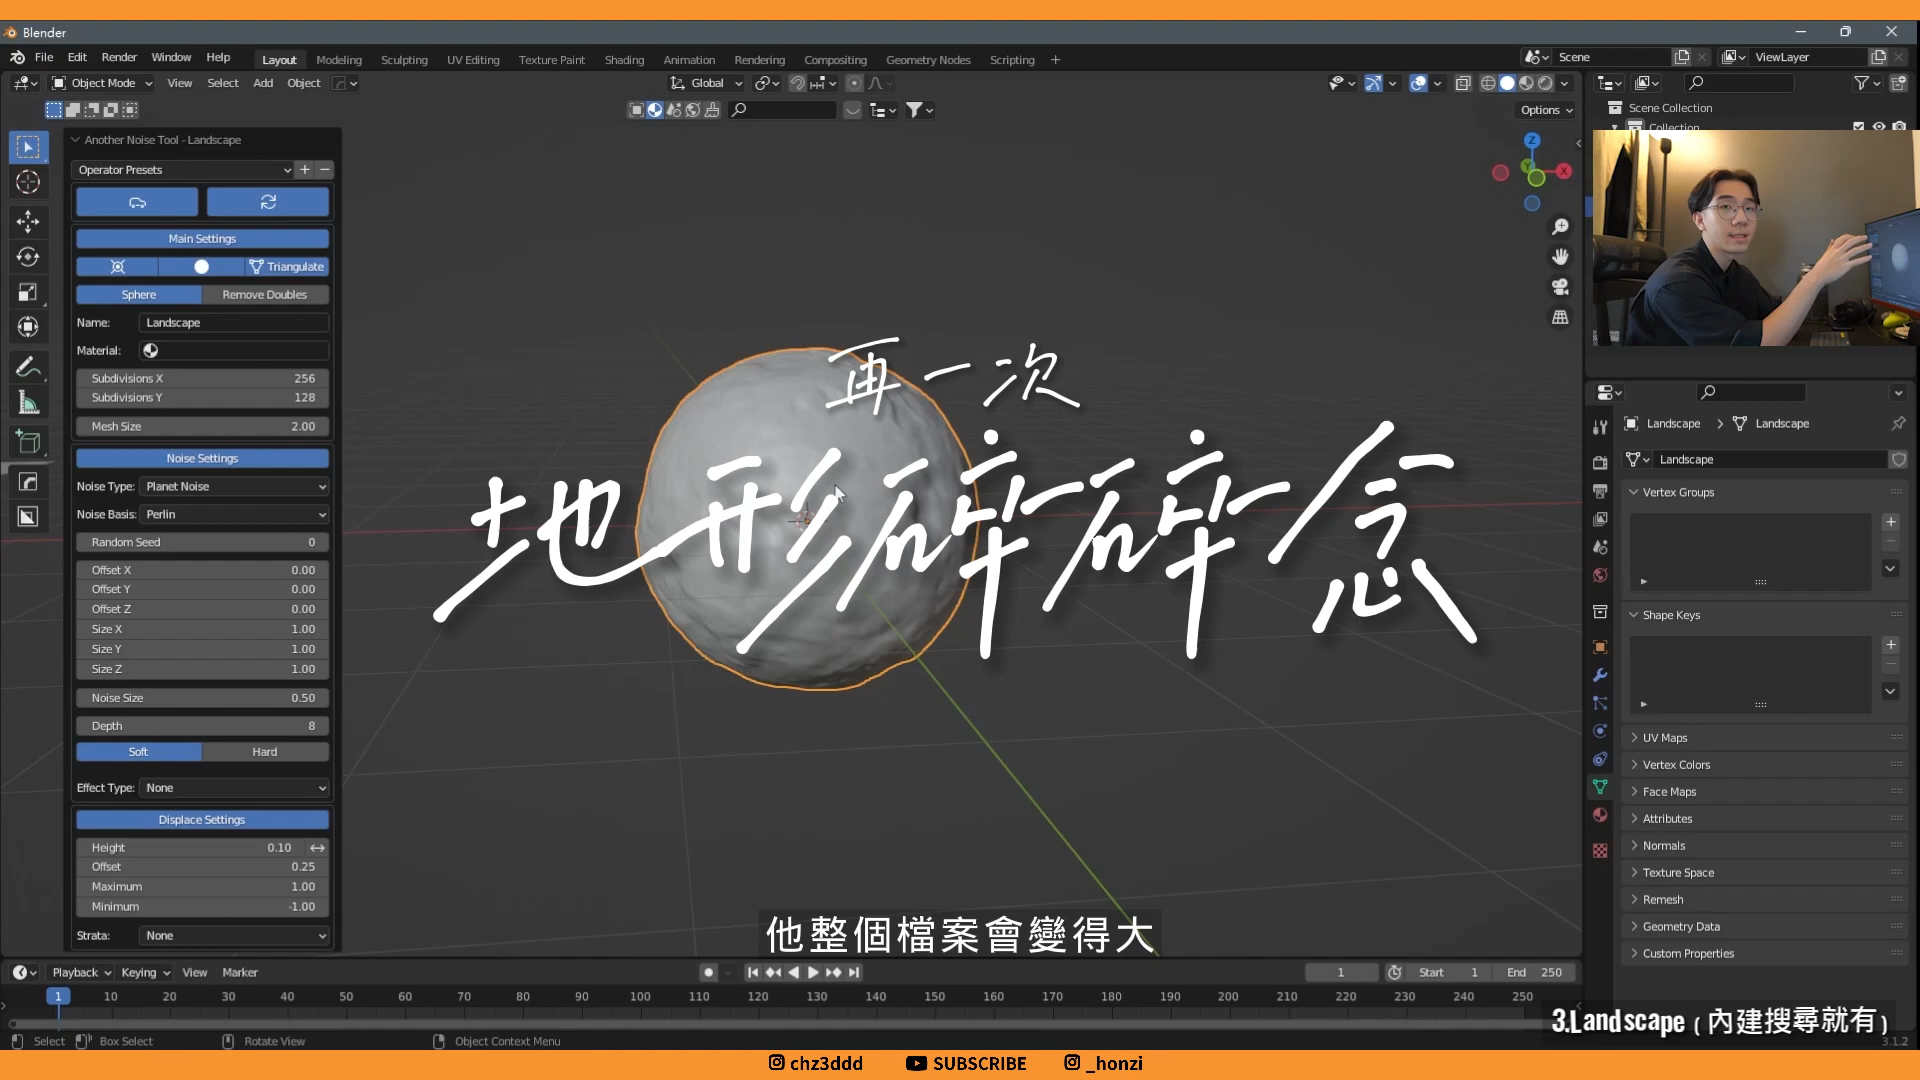 Blender
File Edit Render Window Help Layout Modeling Sculpting UV Editing Texture Paint Shading Animation Rendering Compositing Geometry Nodes Scripting + Scene ViewLayer
Object Mode View Select Add Object Global
Options
Scene Collection
Collection
Another Noise Tool - Landscape
Operator Presets
Main Settings
Triangulate
Sphere Remove Doubles
Name: Landscape
Material:
Subdivisions X 256
Subdivisions Y 128
Mesh Size 2.00
Noise Settings
Noise Type: Planet Noise
Noise Basis: Perlin
Random Seed 0
Offset X 0.00
Offset Y 0.00
Offset Z 0.00
Size X 1.00
Size Y 1.00
Size Z 1.00
Noise Size 0.50
Depth 8
Soft Hard
Effect Type: None
Displace Settings
Height 0.10
Offset 0.25
Maximum 1.00
Minimum -1.00
Strata: None
Z
Y
X
再一次
地形碎碎念
他整個檔案會變得大
Landscape > Landscape
Landscape
Vertex Groups
Shape Keys
UV Maps
Vertex Colors
Face Maps
Attributes
Normals
Texture Space
Remesh
Geometry Data
Custom Properties
Playback Keying View Marker 1 Start 1 End 250
1 10 20 30 40 50 60 70 80 90 100 110 120 130 140 150 160 170 180 190 200 210 220 230 240 250
3.Landscape (內建搜尋就有)
Select Box Select Rotate View Object Context Menu 3.1.2
chz3ddd SUBSCRIBE _honzi